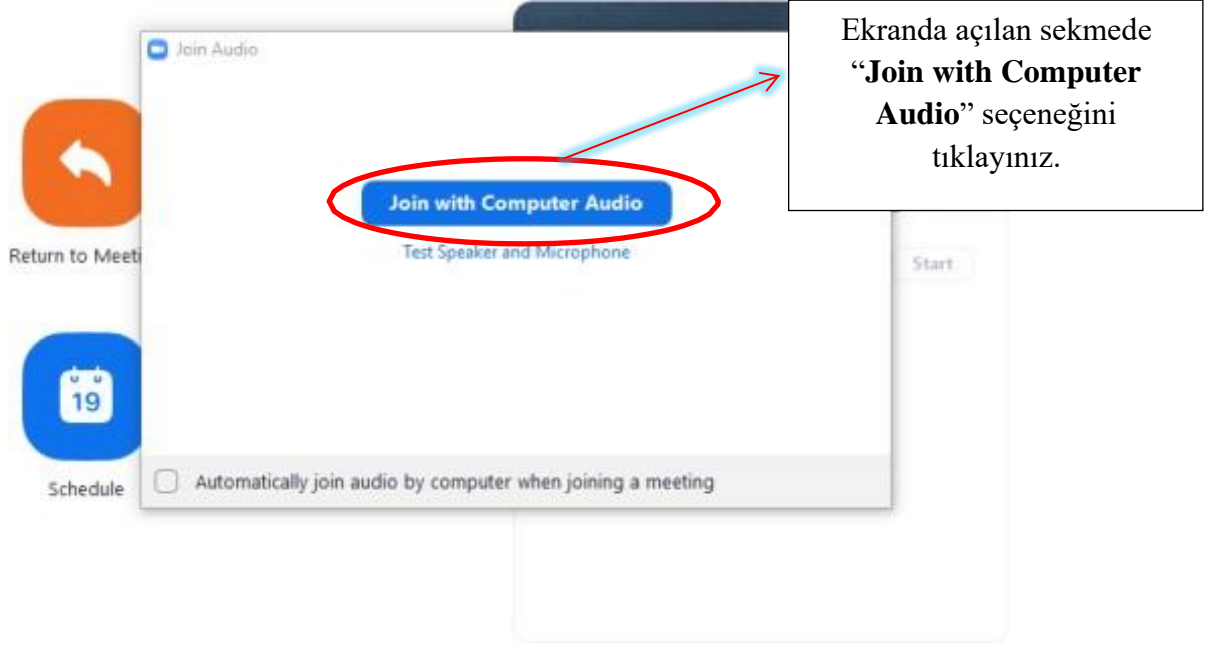 Join Audio
Ekranda açılan sekmede
“Join with Computer
Audio” seçeneğini
tıklayınız.
Join with Computer Audio
Test Speaker and Microphone
Return to Meeti
Start
19
Schedule
Automatically join audio by computer when joining a meeting